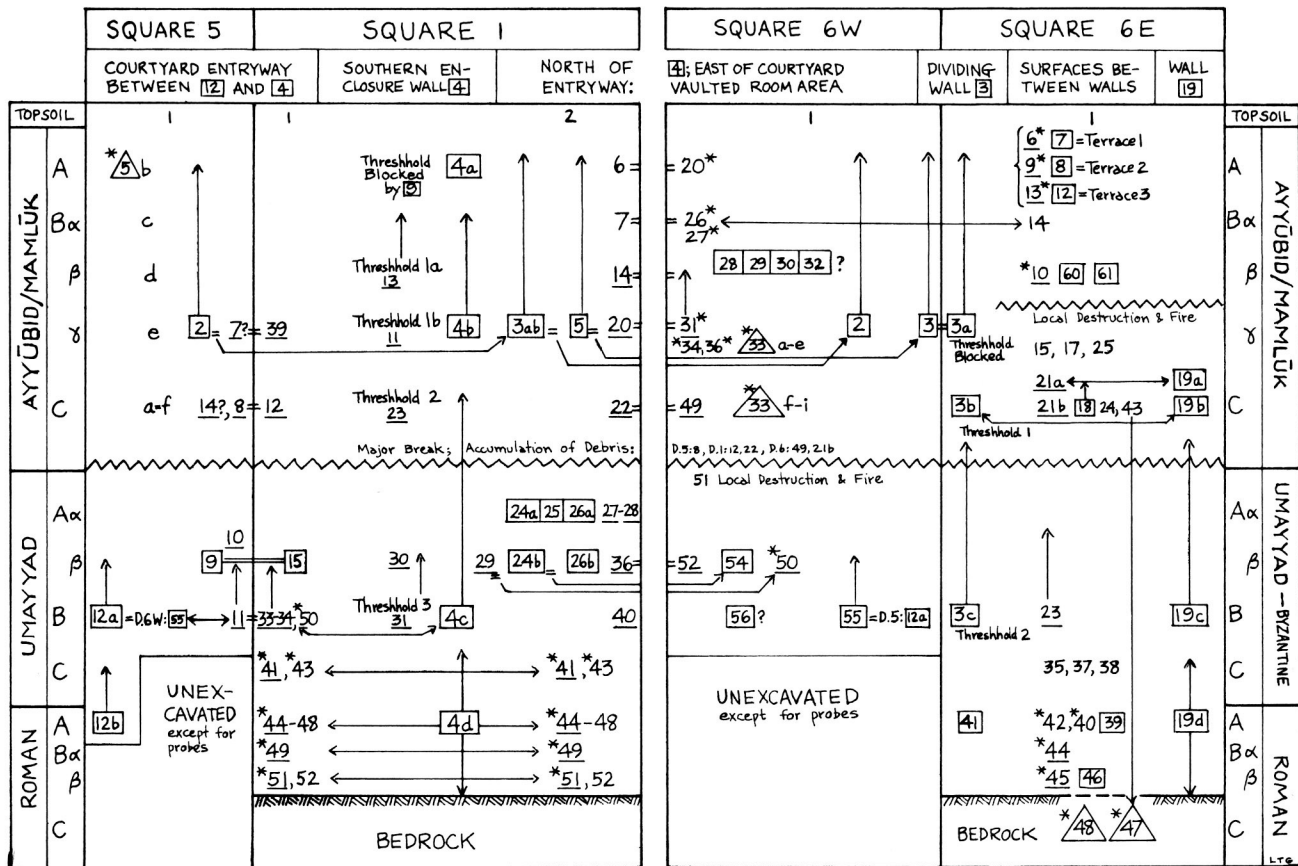 SQUARE 5 SQUARE 1 SQUARE 6W SQUARE 6E
COURTYARD ENTRYWAY
BETWEEN 12 AND 4
SOUTHERN EN-
CLOSURE WALL 4
NORTH OF
ENTRYWAY:
4; EAST OF COURTYARD
VAULTED ROOM AREA
DIVIDING
WALL 3
SURFACES BE-
TWEEN WALLS
WALL
19
TOPSOIL 1 1 2 1 1 TOPSOIL
AYYŪBID/MAMLŪK
UMAYYAD
ROMAN
A *5 b Threshhold
Blocked
by 9 4a 6 = = 20* 6* 7 = Terrace 1
9* 8 = Terrace 2
13* 12 = Terrace 3 A
Bα c 7 = = 26* 14 Bα
27*
β d Threshhold 1a
13 14 = = 28 29 30 32 ? *10 60 61 β
Local Destruction & Fire
γ e 2 = 7? = 39 Threshhold 1b
11 4b 3ab = 5 = 20 = = 31* 2 3 = 3a γ
*34, 36* *33 a-e Threshhold
Blocked 15, 17, 25
21a 19a
C a=f 14?, 8 = 12 Threshhold 2
23 22 = = 49 *33 f-i 3b 21b 18 24, 43 19b C
Threshhold 1
Major Break; Accumulation of Debris: D.5:8, D.1:12,22, D.6:49,21b
51 Local Destruction & Fire
Aα 24a 25 26a 27-28 Aα
10
β 9 15 30 29 = 24b = 26b 36 = = 52 54 *50 β
B 12a = D.6W: 55 11 = 33-34, *50 Threshhold 3
31 4c 40 56 ? 55 = D.5: 12a 3c 23 19c B
Threshhold 2
C *41, *43 *41, *43 35, 37, 38 C
UNEX-
CAVATED
except for
probes
UNEXCAVATED
except for probes
A 12b *44-48 4d *44-48 41 *42, *40 39 19d A
Bα *49 *49 *44 Bα
β *51, 52 *51, 52 *45 46 β
C BEDROCK BEDROCK *48 *47 C
AYYŪBID/MAMLŪK
UMAYYAD-BYZANTINE
ROMAN
LTG